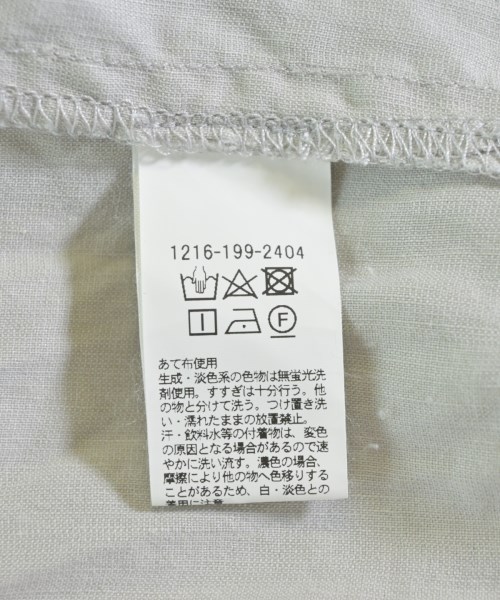 1216-199-2404
F
あて布使用
生成・淡色系の色物は無蛍光洗
剤使用。すすぎは十分行う。他
の物と分けて洗う。つけ置き洗
い・濡れたままの放置禁止。
汗・飲料水等の付着物は、変色
の原因となる場合があるので速
やかに洗い流す。濃色の場合、
摩擦により他の物へ色移りする
ことがあるため、白・淡色との
着用に注意